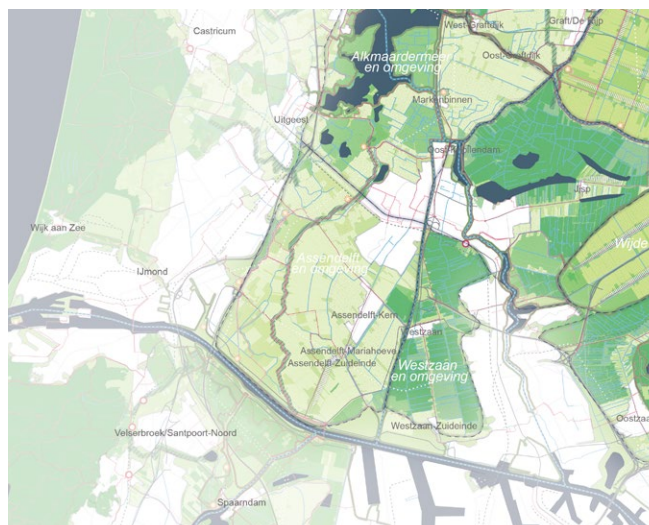 West-Graftdijk
Graft/De Rijp
Castricum
Oost-Graftdijk
Alkmaardermeer
en omgeving
Markenbinnen
Uitgeest
Oostknollendam
Jisp
Wijk aan Zee
Wijde
Assendelft
en omgeving
IJmond
Assendelft-Kern
Westzaan
Assendelft-Mariahoeve
Assendelft-Zuideinde
Westzaan
en omgeving
Oostzaa
Westzaan-Zuideinde
Velserbroek/Santpoort-Noord
Spaarndam